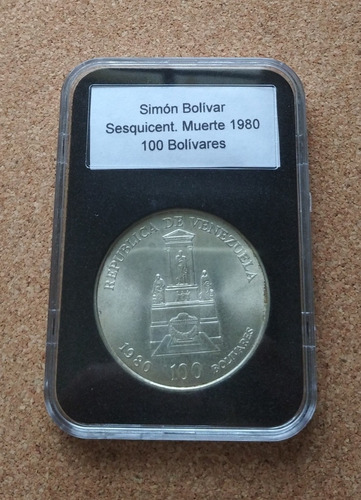 Simón Bolívar
Sesquicent. Muerte 1980
100 Bolívares
REPUBLICA DE VENEZUELA
1980 100 BOLIVARES